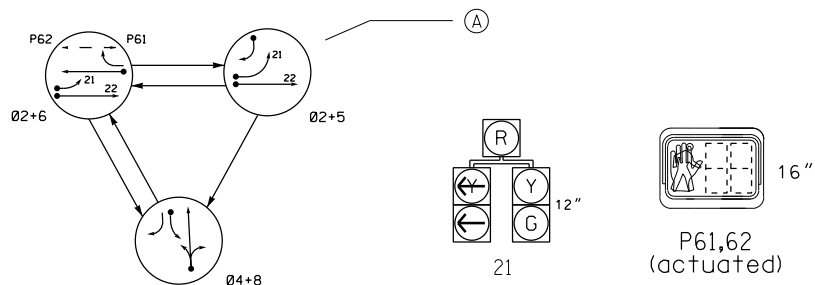 A
P62 P61
21
22
21
22
Ø2+6
Ø2+5
Ø4+8
R
Y Y
G
12"
21
16"
P61,62
(actuated)